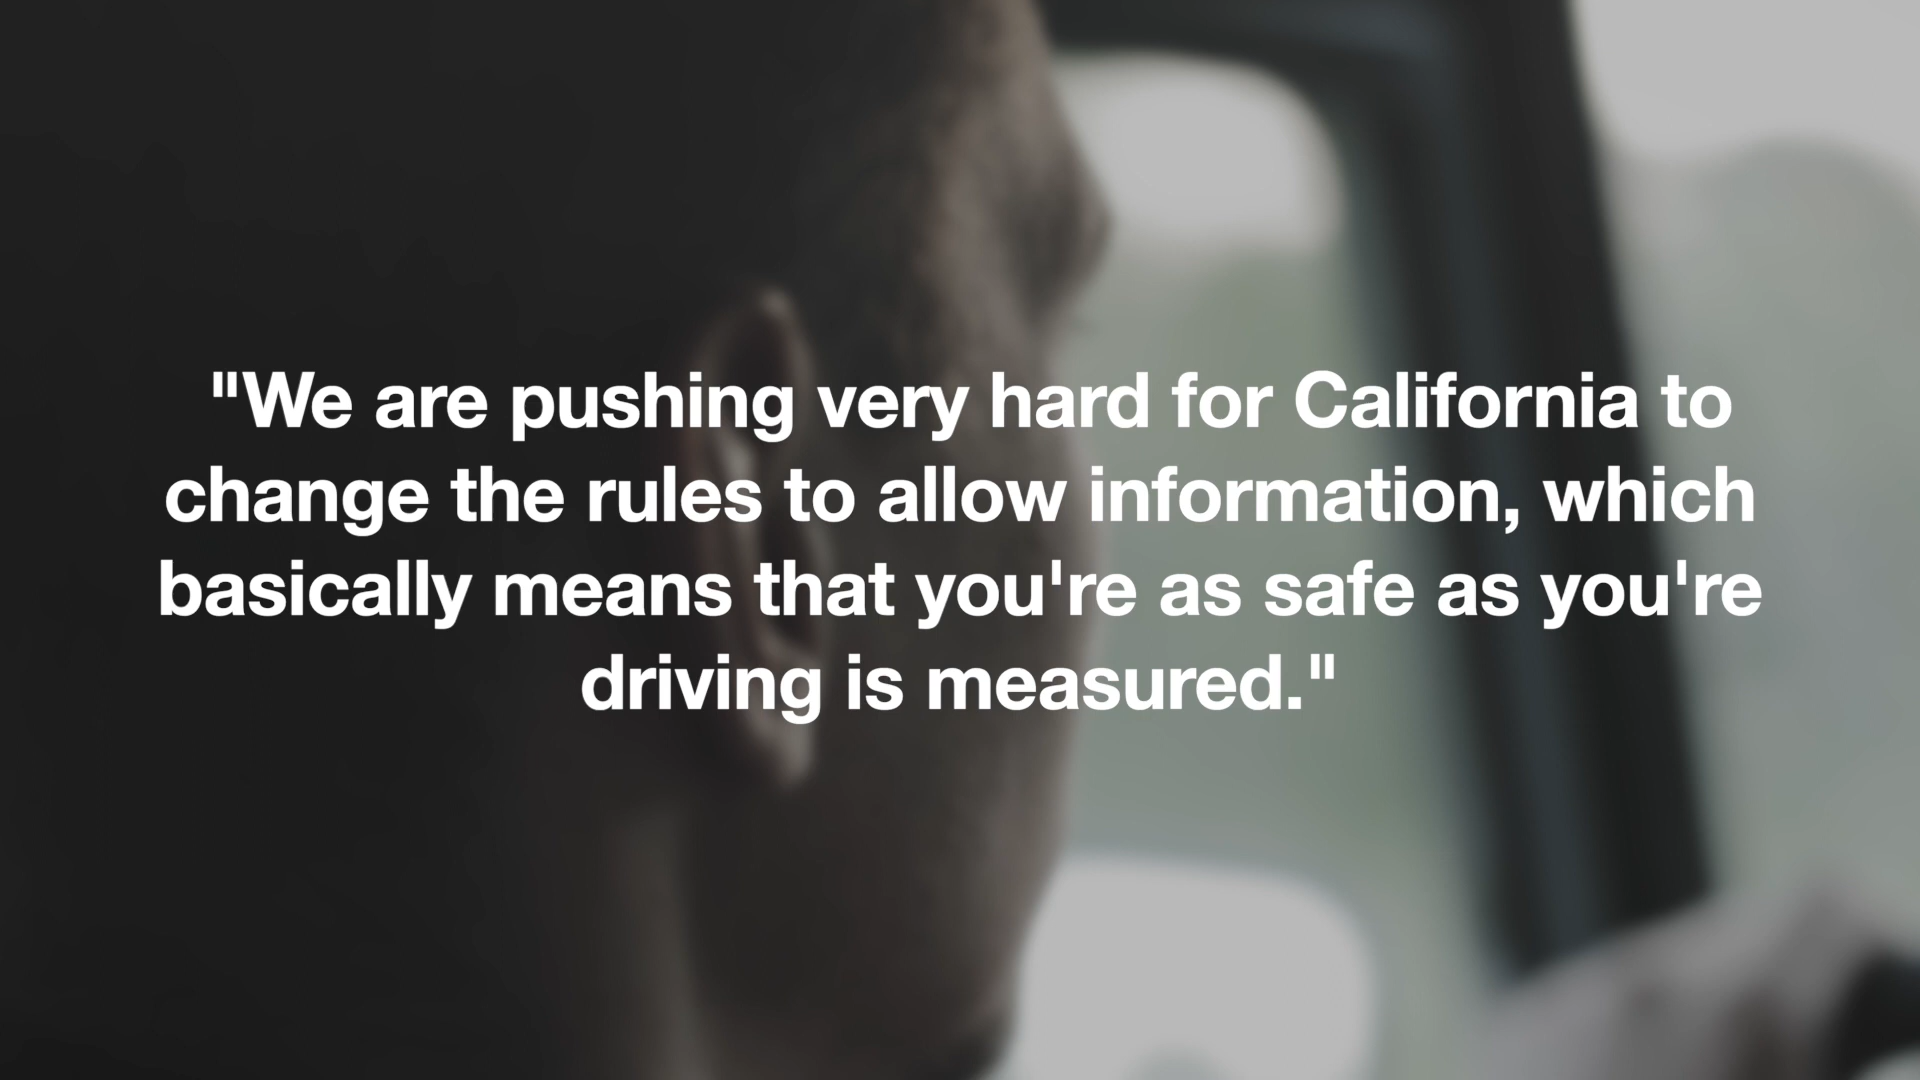 "We are pushing very hard for California to
change the rules to allow information, which
basically means that you're as safe as you're
driving is measured."